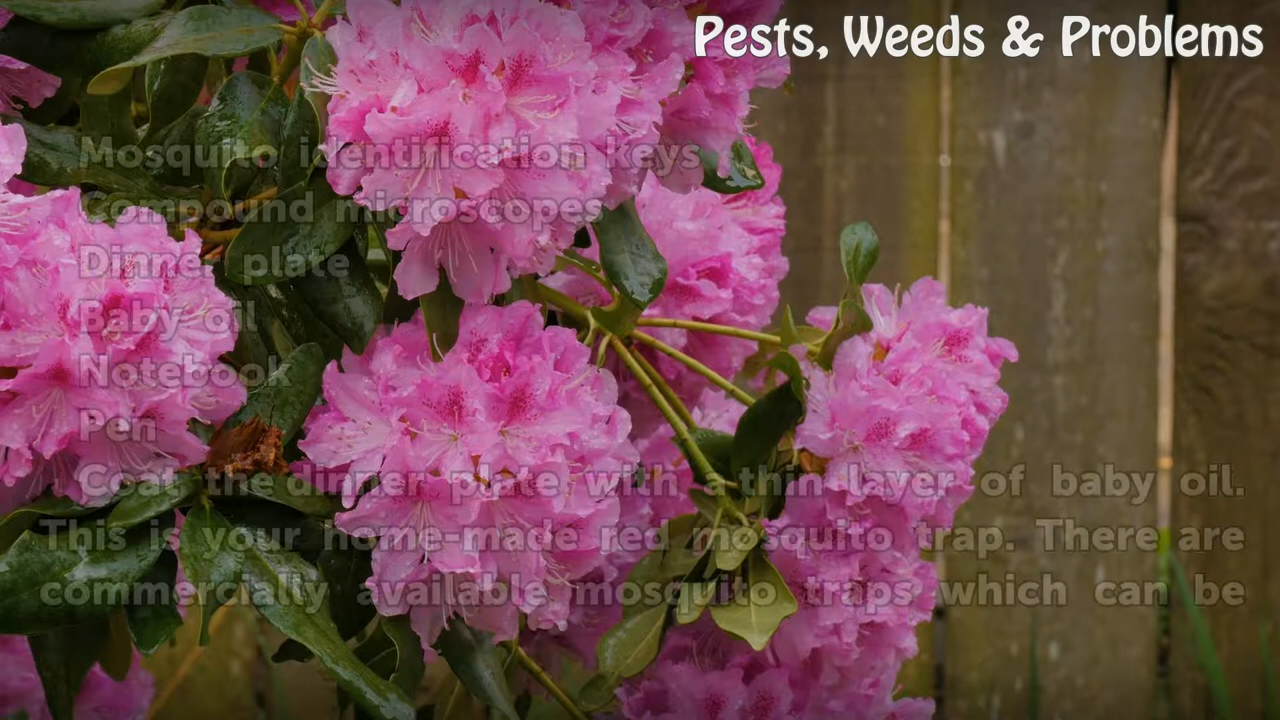 Pests, Weeds & Problems
Mosquito identification keys
Compound microscopes
Dinner plate
Baby oil
Notebook
Pen
Coat the dinner plate with a thin layer of baby oil.
This is your home-made red mosquito trap. There are
commercially available mosquito traps which can be